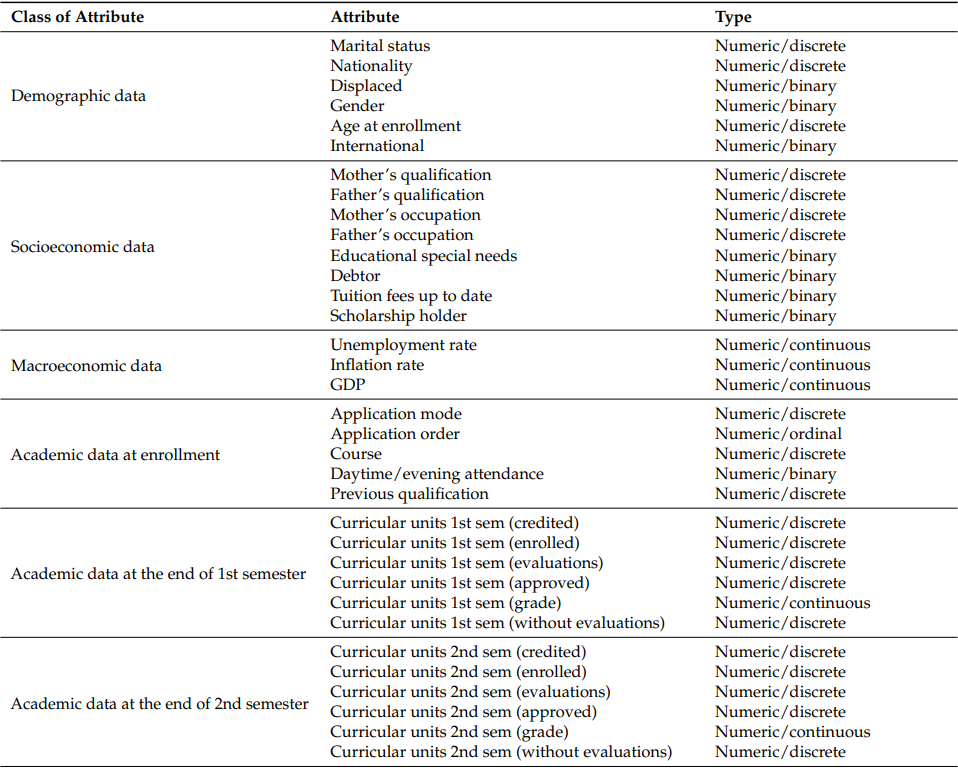 Class of Attribute Attribute Type
Marital status Numeric/discrete
Nationality Numeric/discrete
Displaced Numeric/binary
Demographic data
Gender Numeric/binary
Age at enrollment Numeric/discrete
International Numeric/binary
Mother's qualification Numeric/discrete
Father's qualification Numeric/discrete
Mother's occupation Numeric/discrete
Father's occupation Numeric/discrete
Socioeconomic data
Educational special needs Numeric/binary
Debtor Numeric/binary
Tuition fees up to date Numeric/binary
Scholarship holder Numeric/binary
Unemployment rate Numeric/continuous
Macroeconomic data Inflation rate Numeric/continuous
GDP Numeric/continuous
Application mode Numeric/discrete
Application order Numeric/ordinal
Academic data at enrollment Course Numeric/discrete
Daytime/evening attendance Numeric/binary
Previous qualification Numeric/discrete
Curricular units 1st sem (credited) Numeric/discrete
Curricular units 1st sem (enrolled) Numeric/discrete
Curricular units 1st sem (evaluations) Numeric/discrete
Academic data at the end of 1st semester
Curricular units 1st sem (approved) Numeric/discrete
Curricular units 1st sem (grade) Numeric/continuous
Curricular units 1st sem (without evaluations) Numeric/discrete
Curricular units 2nd sem (credited) Numeric/discrete
Curricular units 2nd sem (enrolled) Numeric/discrete
Curricular units 2nd sem (evaluations) Numeric/discrete
Academic data at the end of 2nd semester
Curricular units 2nd sem (approved) Numeric/discrete
Curricular units 2nd sem (grade) Numeric/continuous
Curricular units 2nd sem (without evaluations) Numeric/discrete